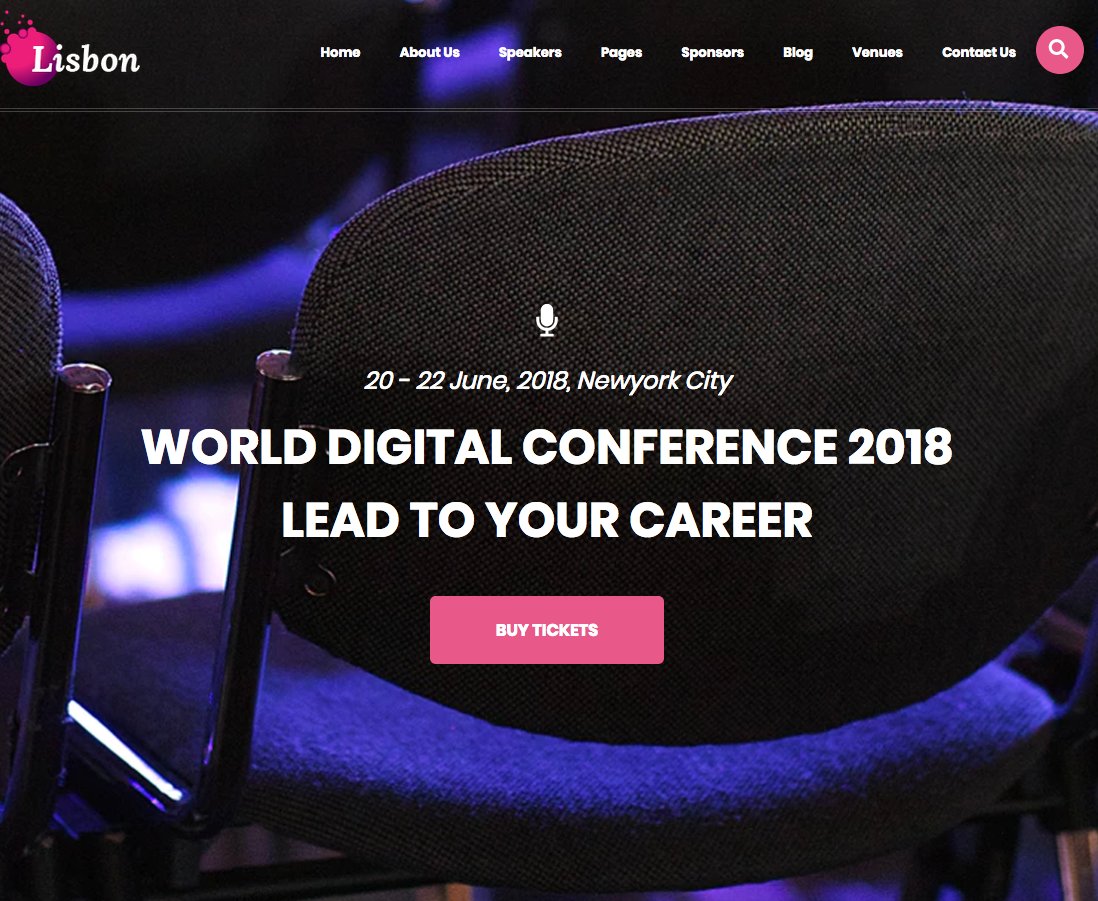 Lisbon
Home About Us Speakers Pages Sponsors Blog Venues Contact Us
20 - 22 June, 2018, Newyork City
WORLD DIGITAL CONFERENCE 2018
LEAD TO YOUR CAREER
BUY TICKETS